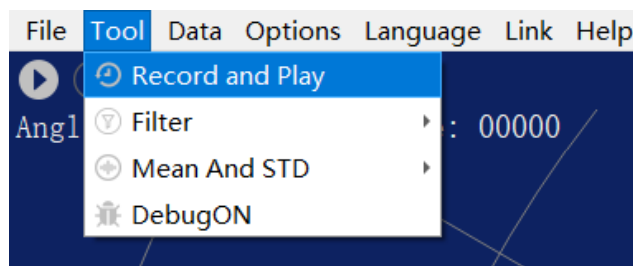 File Tool Data Options Language Link Help
Record and Play
Angl : 00000
Filter
Mean And STD
DebugON